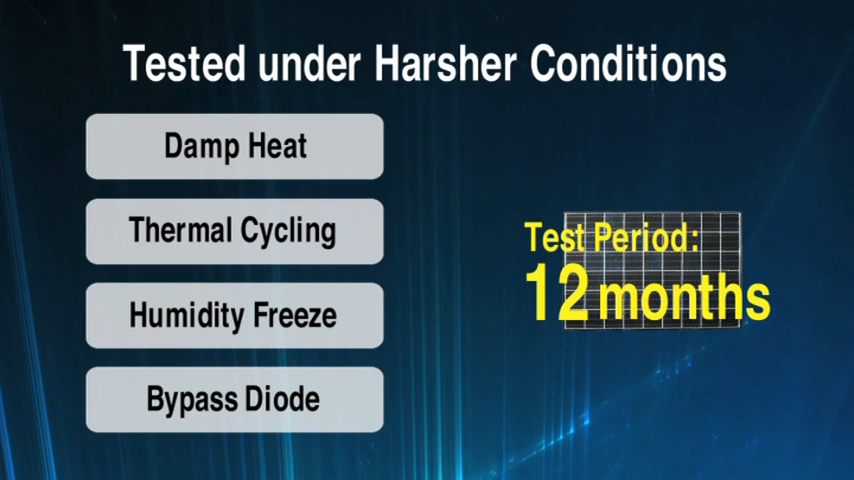 Tested under Harsher Conditions
Damp Heat
Thermal Cycling
Humidity Freeze
Bypass Diode
Test Period:
12 months